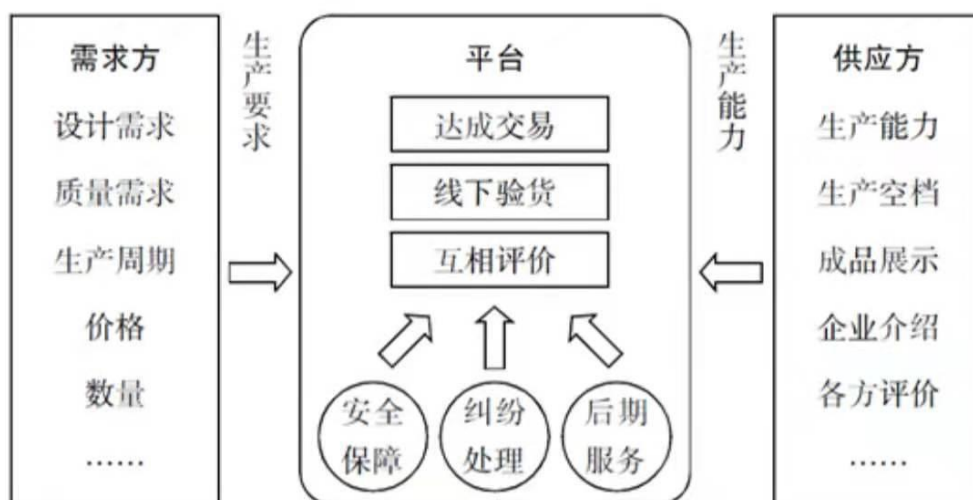 需求方
设计需求
质量需求
生产周期
价格
数量
……
生产要求
平台
达成交易
线下验货
互相评价
安全
保障
纠纷
处理
后期
服务
生产能力
供应方
生产能力
生产空档
成品展示
企业介绍
各方评价
……